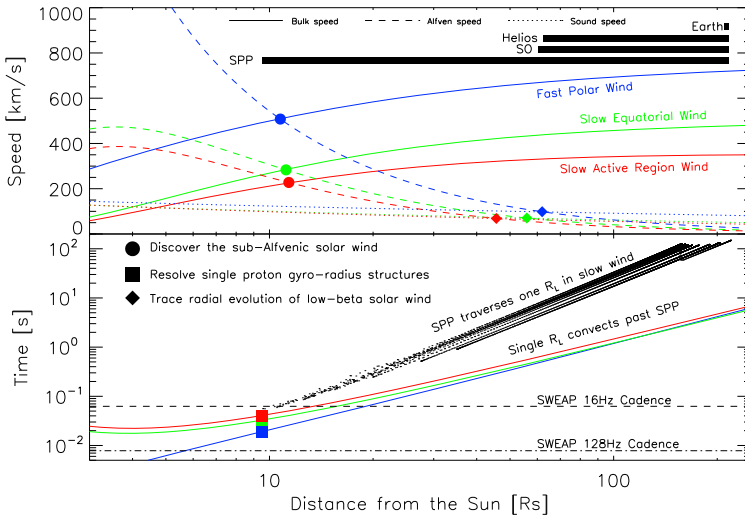 Bulk speed Alfven speed Sound speed
1000
800
600
400
200
0
Speed [km/s]
Earth
Helios
SO
SPP
Fast Polar Wind
Slow Equatorial Wind
Slow Active Region Wind
10²
10¹
10⁰
10⁻¹
10⁻²
Time [s]
Discover the sub-Alfvenic solar wind
Resolve single proton gyro-radius structures
Trace radial evolution of low-beta solar wind
SPP traverses one R_L in slow wind
Single R_L convects past SPP
SWEAP 16Hz Cadence
SWEAP 128Hz Cadence
10 100
Distance from the Sun [Rs]